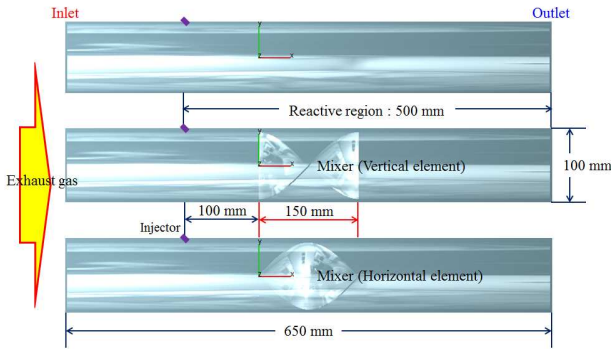 Inlet
Outlet
y
x
Reactive region : 500 mm
y
x
Mixer (Vertical element)
100 mm
Exhaust gas
100 mm
150 mm
Injector
y
z
x
Mixer (Horizontal element)
650 mm